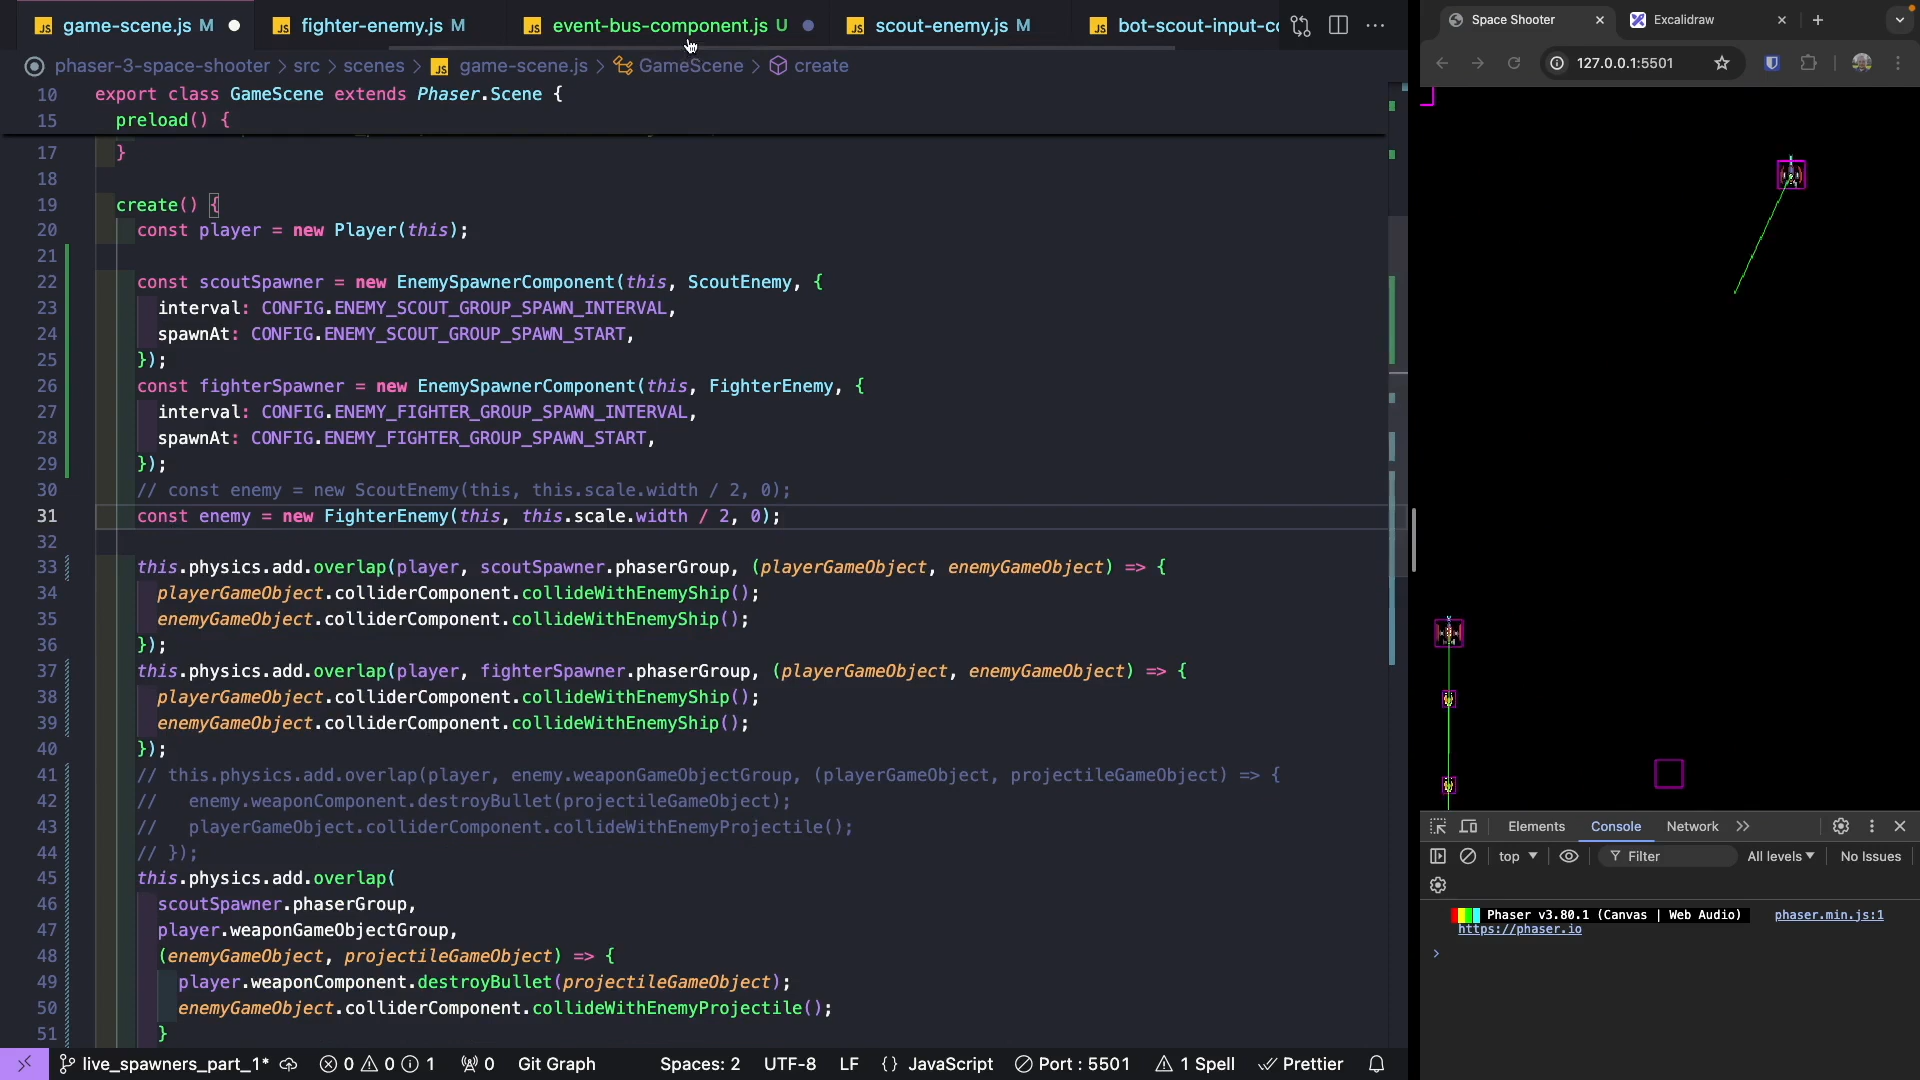 game-scene.js M
fighter-enemy.js M
event-bus-component.js U
scout-enemy.js M
bot-scout-input-co
phaser-3-space-shooter > src > scenes > game-scene.js > GameScene > create
10 export class GameScene extends Phaser.Scene {
15 preload() {
17 }
18
19 create() {
20 const player = new Player(this);
21
22 const scoutSpawner = new EnemySpawnerComponent(this, ScoutEnemy, {
23 interval: CONFIG.ENEMY_SCOUT_GROUP_SPAWN_INTERVAL,
24 spawnAt: CONFIG.ENEMY_SCOUT_GROUP_SPAWN_START,
25 });
26 const fighterSpawner = new EnemySpawnerComponent(this, FighterEnemy, {
27 interval: CONFIG.ENEMY_FIGHTER_GROUP_SPAWN_INTERVAL,
28 spawnAt: CONFIG.ENEMY_FIGHTER_GROUP_SPAWN_START,
29 });
30 // const enemy = new ScoutEnemy(this, this.scale.width / 2, 0);
31 const enemy = new FighterEnemy(this, this.scale.width / 2, 0);
32
33 this.physics.add.overlap(player, scoutSpawner.phaserGroup, (playerGameObject, enemyGameObject) => {
34 playerGameObject.colliderComponent.collideWithEnemyShip();
35 enemyGameObject.colliderComponent.collideWithEnemyShip();
36 });
37 this.physics.add.overlap(player, fighterSpawner.phaserGroup, (playerGameObject, enemyGameObject) => {
38 playerGameObject.colliderComponent.collideWithEnemyShip();
39 enemyGameObject.colliderComponent.collideWithEnemyShip();
40 });
41 // this.physics.add.overlap(player, enemy.weaponGameObjectGroup, (playerGameObject, projectileGameObject) => {
42 // enemy.weaponComponent.destroyBullet(projectileGameObject);
43 // playerGameObject.colliderComponent.collideWithEnemyProjectile();
44 // });
45 this.physics.add.overlap(
46 scoutSpawner.phaserGroup,
47 player.weaponGameObjectGroup,
48 (enemyGameObject, projectileGameObject) => {
49 player.weaponComponent.destroyBullet(projectileGameObject);
50 enemyGameObject.colliderComponent.collideWithEnemyProjectile();
51 }
live_spawners_part_1* 0 0 1 0 Git Graph Spaces: 2 UTF-8 LF {} JavaScript Port : 5501 1 Spell Prettier
Space Shooter
Excalidraw
127.0.0.1:5501
Elements Console Network
top Filter All levels No Issues
Phaser v3.80.1 (Canvas | Web Audio) phaser.min.js:1
https://phaser.io